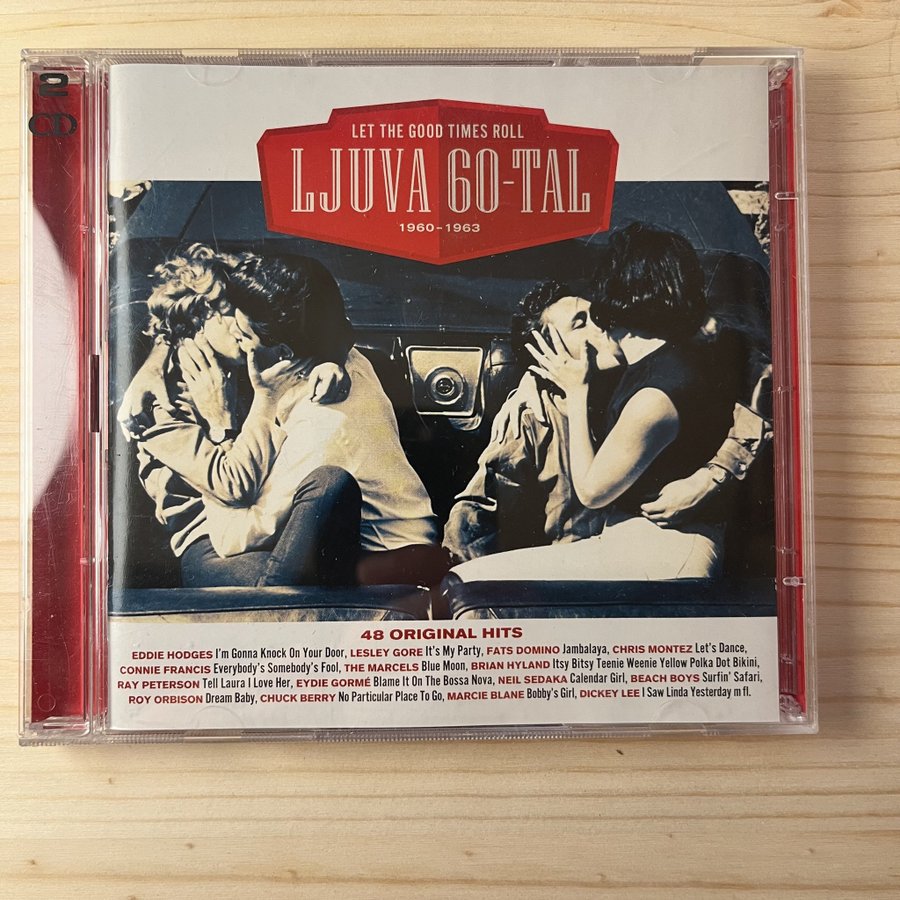 2
CD
LET THE GOOD TIMES ROLL
LJUVA 60-TAL
1960–1963
48 ORIGINAL HITS
EDDIE HODGES I'm Gonna Knock On Your Door, LESLEY GORE It's My Party, FATS DOMINO Jambalaya, CHRIS MONTEZ Let's Dance,
CONNIE FRANCIS Everybody's Somebody's Fool, THE MARCELS Blue Moon, BRIAN HYLAND Itsy Bitsy Teenie Weenie Yellow Polka Dot Bikini,
RAY PETERSON Tell Laura I Love Her, EYDIE GORMÉ Blame It On The Bossa Nova, NEIL SEDAKA Calendar Girl, BEACH BOYS Surfin' Safari,
ROY ORBISON Dream Baby, CHUCK BERRY No Particular Place To Go, MARCIE BLANE Bobby's Girl, DICKEY LEE I Saw Linda Yesterday m fl.